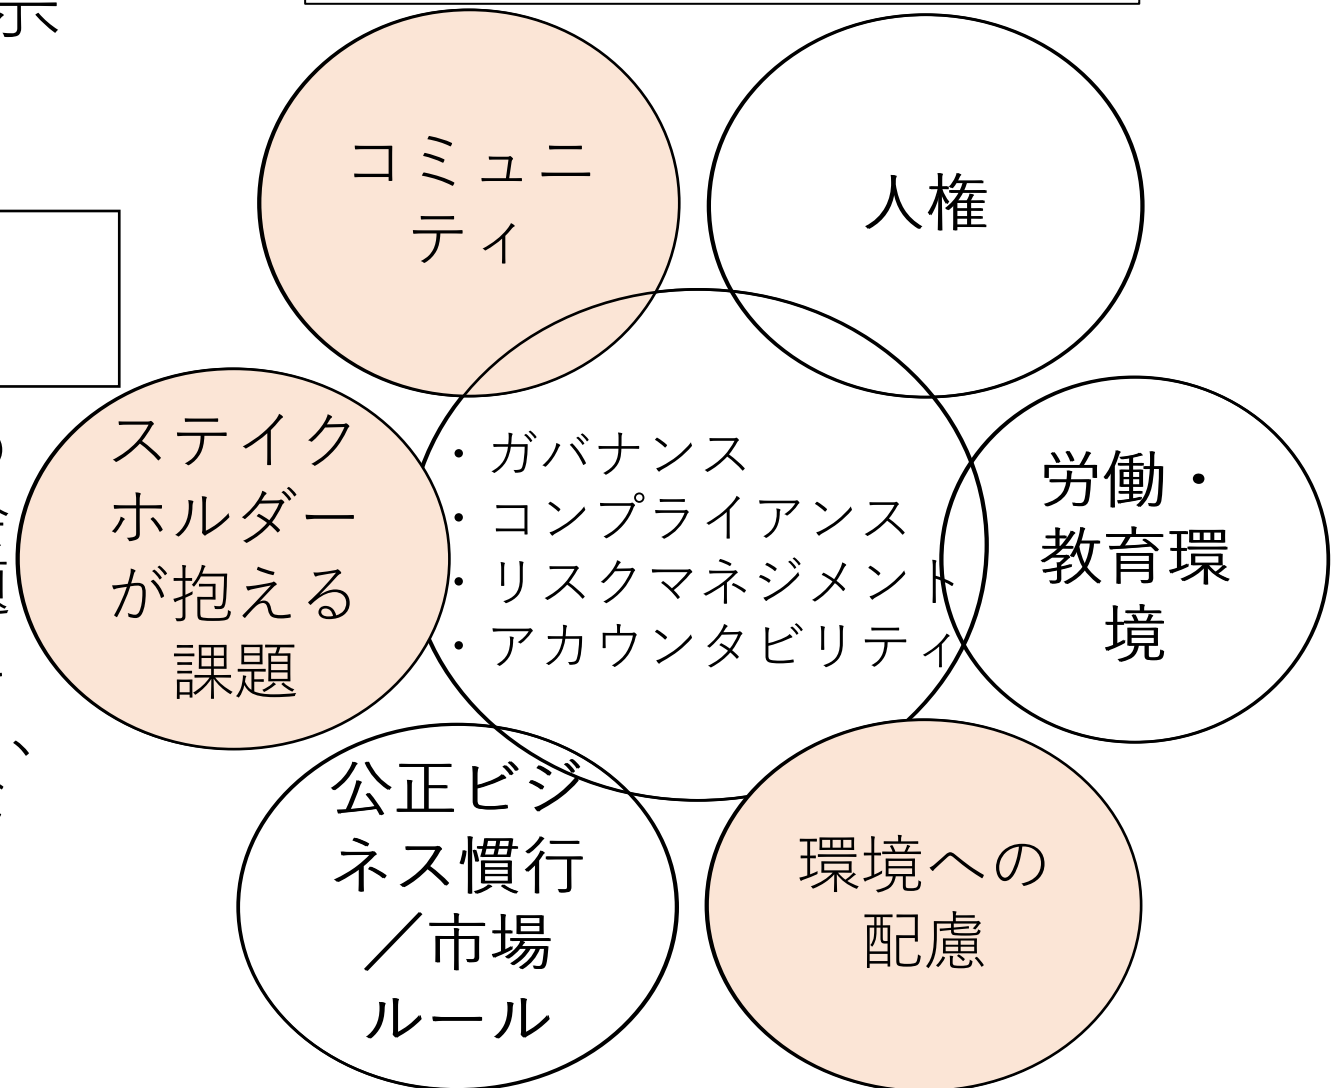 コミュニ
ティ
人権
ステイク
ホルダー
が抱える
課題
・ガバナンス
・コンプライアンス
・リスクマネジメント
・アカウンタビリティ
労働・
教育環
境
公正ビジ
ネス慣行
／市場
ルール
環境への
配慮